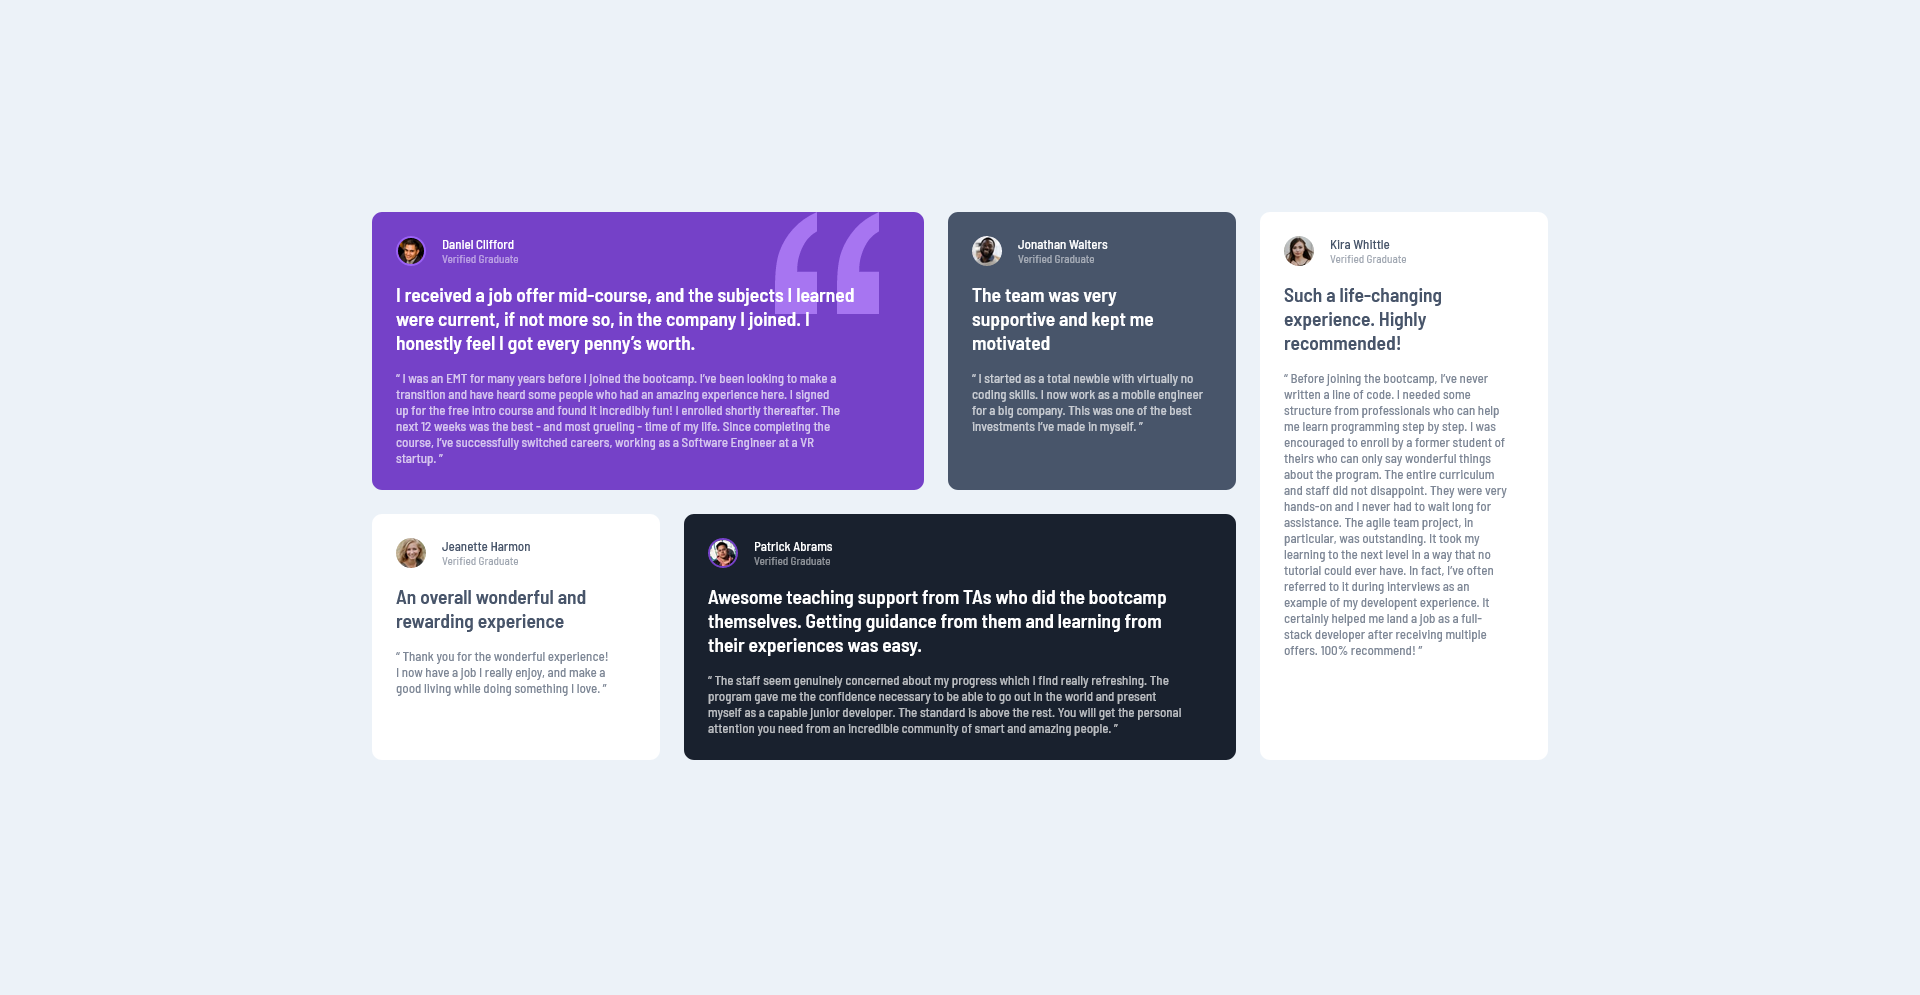 Daniel Clifford
Verified Graduate
I received a job offer mid-course, and the subjects I learned
were current, if not more so, in the company I joined. I
honestly feel I got every penny’s worth.
“ I was an EMT for many years before I joined the bootcamp. I’ve been looking to make a
transition and have heard some people who had an amazing experience here. I signed
up for the free intro course and found it incredibly fun! I enrolled shortly thereafter. The
next 12 weeks was the best - and most grueling - time of my life. Since completing the
course, I’ve successfully switched careers, working as a Software Engineer at a VR
startup. ”
Jonathan Walters
Verified Graduate
The team was very
supportive and kept me
motivated
“ I started as a total newbie with virtually no
coding skills. I now work as a mobile engineer
for a big company. This was one of the best
investments I’ve made in myself. ”
Kira Whittle
Verified Graduate
Such a life-changing
experience. Highly
recommended!
“ Before joining the bootcamp, I’ve never
written a line of code. I needed some
structure from professionals who can help
me learn programming step by step. I was
encouraged to enroll by a former student of
theirs who can only say wonderful things
about the program. The entire curriculum
and staff did not disappoint. They were very
hands-on and I never had to wait long for
assistance. The agile team project, in
particular, was outstanding. It took my
learning to the next level in a way that no
tutorial could ever have. In fact, I’ve often
referred to it during interviews as an
example of my developent experience. It
certainly helped me land a job as a full-
stack developer after receiving multiple
offers. 100% recommend! ”
Jeanette Harmon
Verified Graduate
An overall wonderful and
rewarding experience
“ Thank you for the wonderful experience!
I now have a job I really enjoy, and make a
good living while doing something I love. ”
Patrick Abrams
Verified Graduate
Awesome teaching support from TAs who did the bootcamp
themselves. Getting guidance from them and learning from
their experiences was easy.
“ The staff seem genuinely concerned about my progress which I find really refreshing. The
program gave me the confidence necessary to be able to go out in the world and present
myself as a capable junior developer. The standard is above the rest. You will get the personal
attention you need from an incredible community of smart and amazing people. ”